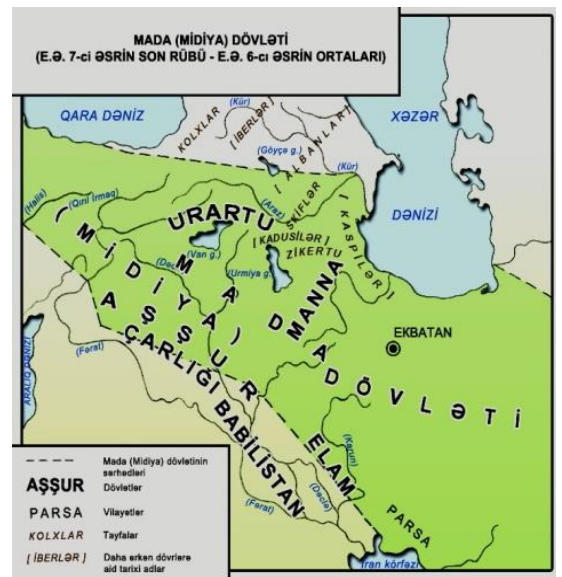 MADA (MİDİYA) DÖVLƏTİ
(E.Ə. 7-ci ƏSRİN SON RÜBÜ - E.Ə. 6-cı ƏSRİN ORTALARI)
QARA DƏNİZ
KOLXLAR
(Kür)
[İBERLƏR]
[ALBANLAR]
XƏZƏR
DƏNİZİ
(Göyçə g.)
(Kür)
(Halis)
(Qızıl İrmaq)
URARTU
(Araz)
SKİFLƏR
[KASPİLƏR]
[KADUSİLƏR]
ZİKERTU
(Van g.)
(Urmiya g.)
(MİDİYA)
MADA DÖVLƏTİ
MANNA
EKBATAN
AŞŞUR
(Fərat)
ÇARLIĞI BABİLİSTAN
ARALIQ DƏNİZİ
ELAM
(Karun)
(Fərat)
(Dəclə)
PARSA
İran körfəzi
Mada (Midiya) dövlətinin
sərhədləri
AŞŞUR Dövlətlər
PARSA Vilayətlər
KOLXLAR Tayfalar
[İBERLƏR] Daha erkən dövrlərə
aid tarixi adlar